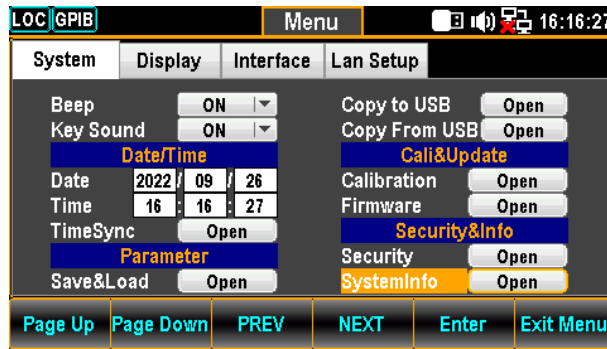 LOC GPIB Menu 16:16:27
System Display Interface Lan Setup
Beep ON Copy to USB Open
Key Sound ON Copy From USB Open
Date/Time Cali&Update
Date 2022 / 09 / 26 Calibration Open
Time 16 : 16 : 27 Firmware Open
TimeSync Open Security&Info
Parameter Security Open
Save&Load Open SystemInfo Open
Page Up Page Down PREV NEXT Enter Exit Menu